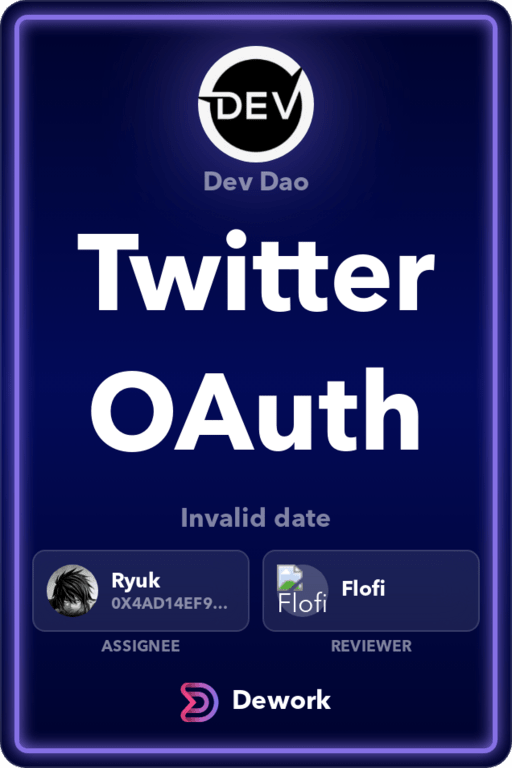 DEV
Dev Dao
Twitter
OAuth
Invalid date
Ryuk
0X4AD14EF9...
Flofi
Flofi
ASSIGNEE
REVIEWER
Dework